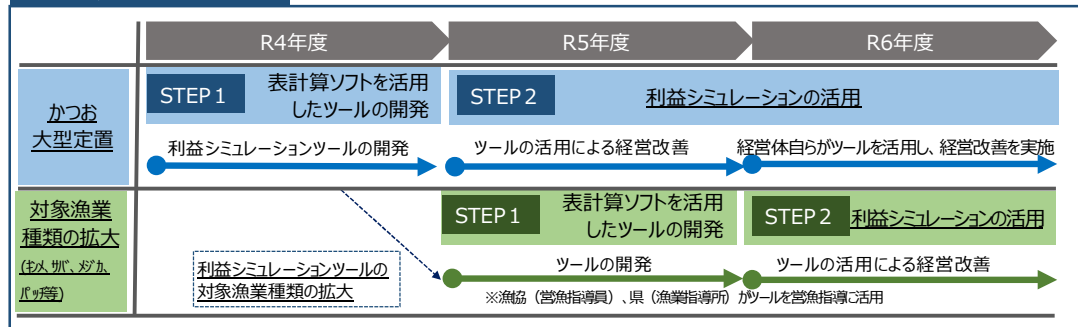 R4年度 R5年度 R6年度
かつお
大型定置
STEP1 表計算ソフトを活用
したツールの開発
STEP2 利益シミュレーションの活用
利益シミュレーションツールの開発 ツールの活用による経営改善 経営体自らがツールを活用し、経営改善を実施
対象漁業
種類の拡大
(ｷﾝﾒ、ｻﾊﾞ、ﾒｼﾞｶ、
ﾊﾟｯﾁ等)
STEP1 表計算ソフトを活用
したツールの開発
STEP2 利益シミュレーションの活用
利益シミュレーションツールの
対象漁業種類の拡大
ツールの開発 ツールの活用による経営改善
※漁協（営漁指導員）、県（漁業指導所）がツールを営漁指導に活用